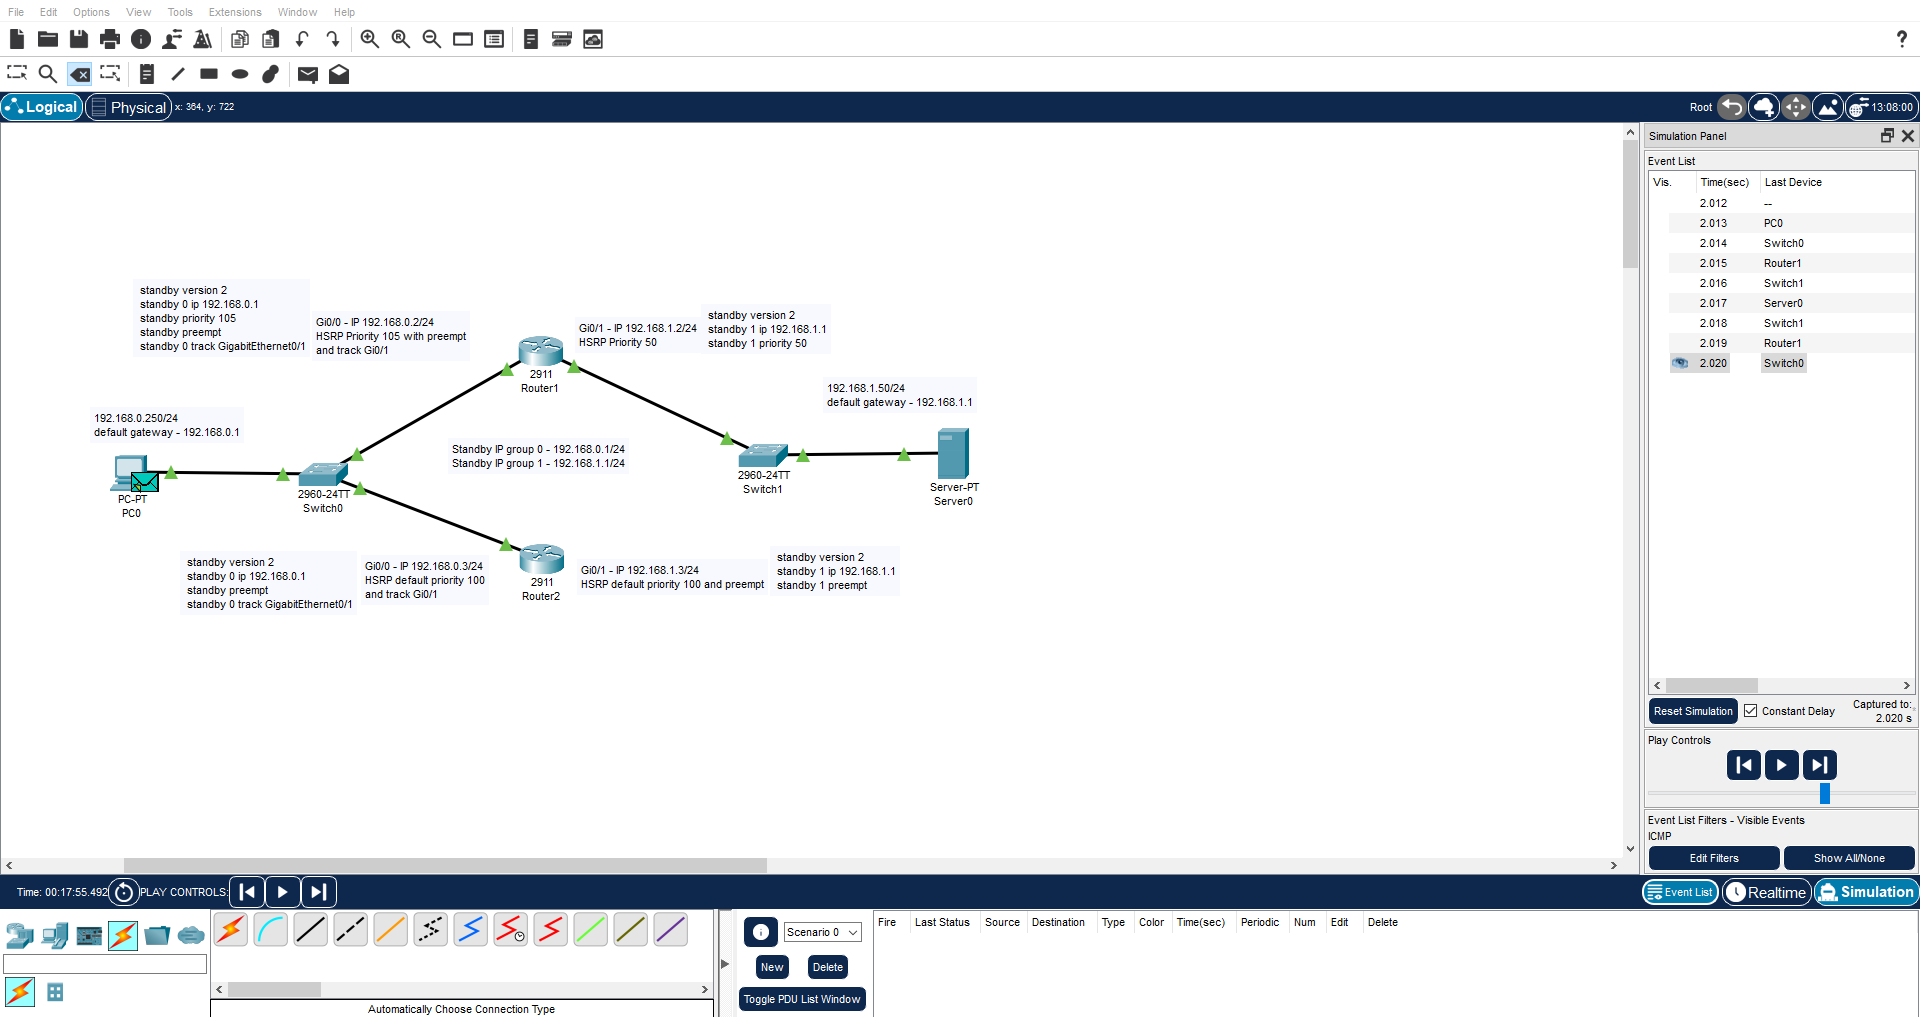 File Edit Options View Tools Extensions Window Help
?
Logical Physical x: 364, y: 722 Root 13:08:00
Simulation Panel
Event List
Vis. Time(sec) Last Device
2.012 --
2.013 PC0
2.014 Switch0
2.015 Router1
2.016 Switch1
2.017 Server0
2.018 Switch1
2.019 Router1
2.020 Switch0
Reset Simulation Constant Delay Captured to:
2.020 s
Play Controls
Event List Filters - Visible Events
ICMP
Edit Filters Show All/None
standby version 2
standby 0 ip 192.168.0.1
standby priority 105
standby preempt
standby 0 track GigabitEthernet0/1
Gi0/0 - IP 192.168.0.2/24
HSRP Priority 105 with preempt
and track Gi0/1
2911
Router1
Gi0/1 - IP 192.168.1.2/24
HSRP Priority 50
standby version 2
standby 1 ip 192.168.1.1
standby 1 priority 50
192.168.1.50/24
default gateway - 192.168.1.1
192.168.0.250/24
default gateway - 192.168.0.1
Standby IP group 0 - 192.168.0.1/24
Standby IP group 1 - 192.168.1.1/24
PC-PT
PC0
2960-24TT
Switch0
2960-24TT
Switch1
Server-PT
Server0
standby version 2
standby 0 ip 192.168.0.1
standby preempt
standby 0 track GigabitEthernet0/1
Gi0/0 - IP 192.168.0.3/24
HSRP default priority 100
and track Gi0/1
2911
Router2
Gi0/1 - IP 192.168.1.3/24
HSRP default priority 100 and preempt
standby version 2
standby 1 ip 192.168.1.1
standby 1 preempt
Time: 00:17:55.492 PLAY CONTROLS: Event List Realtime Simulation
Scenario 0
New Delete
Toggle PDU List Window
Fire Last Status Source Destination Type Color Time(sec) Periodic Num Edit Delete
Automatically Choose Connection Type